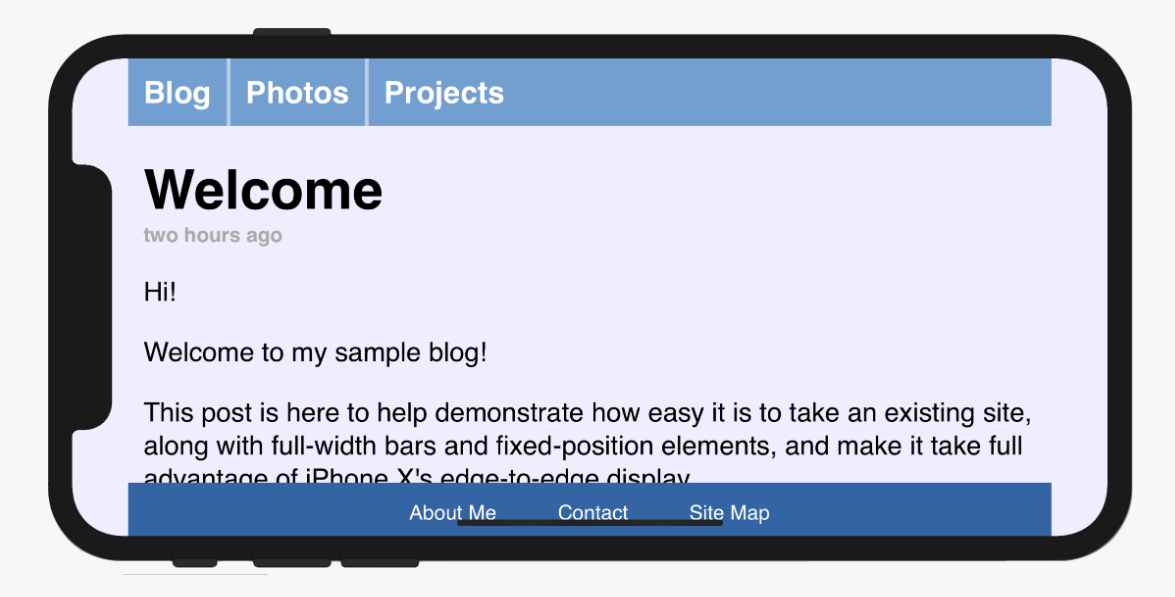 Blog Photos Projects
Welcome
two hours ago
Hi!
Welcome to my sample blog!
This post is here to help demonstrate how easy it is to take an existing site,
along with full-width bars and fixed-position elements, and make it take full
advantage of iPhone X's edge-to-edge display
About Me Contact Site Map